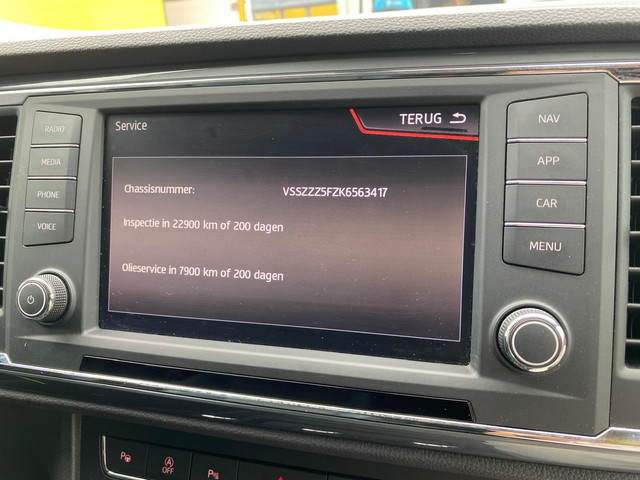 Service
TERUG
Chassisnummer: VSSZZZ5FZK6563417
Inspectie in 22900 km of 200 dagen
Olieservice in 7900 km of 200 dagen
RADIO
MEDIA
PHONE
VOICE
NAV
APP
CAR
MENU
A
OFF